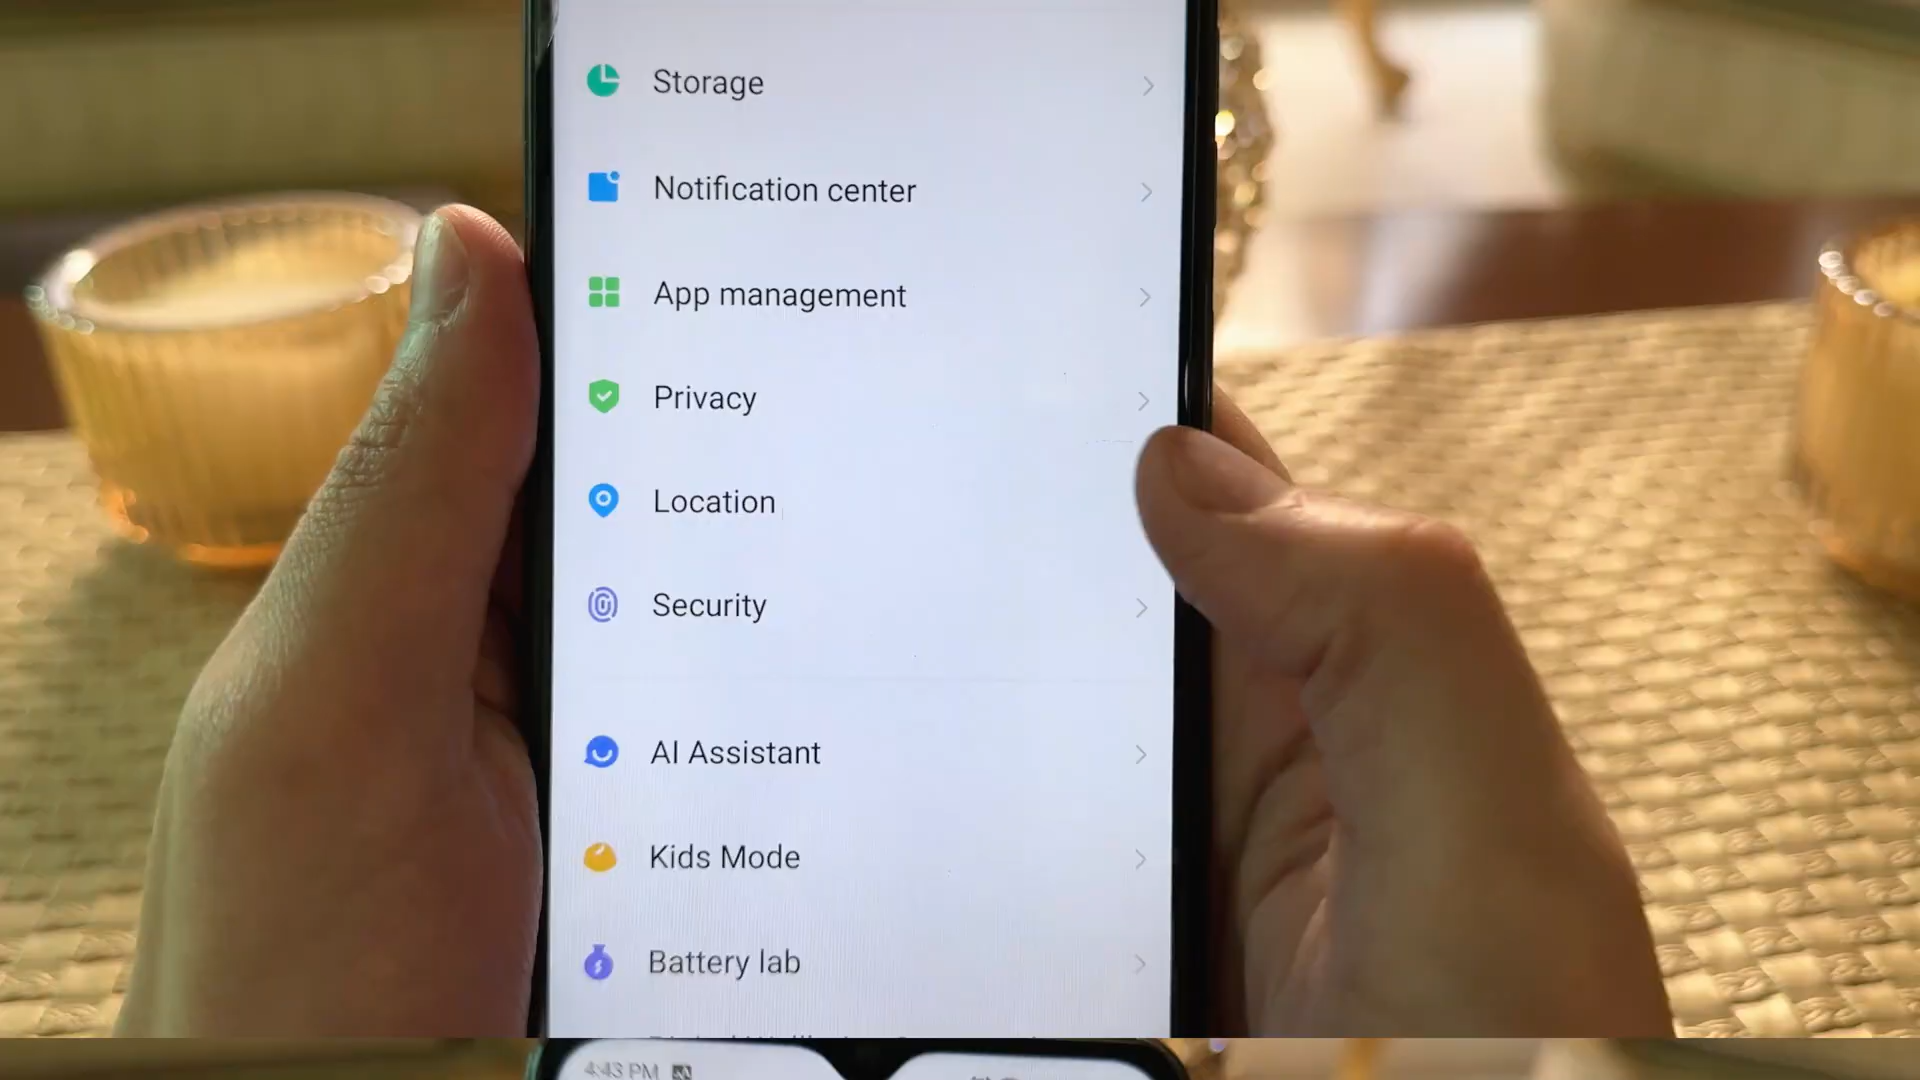 Storage
Notification center
App management
Privacy
Location
Security
AI Assistant
Kids Mode
Battery lab
4:43 PM